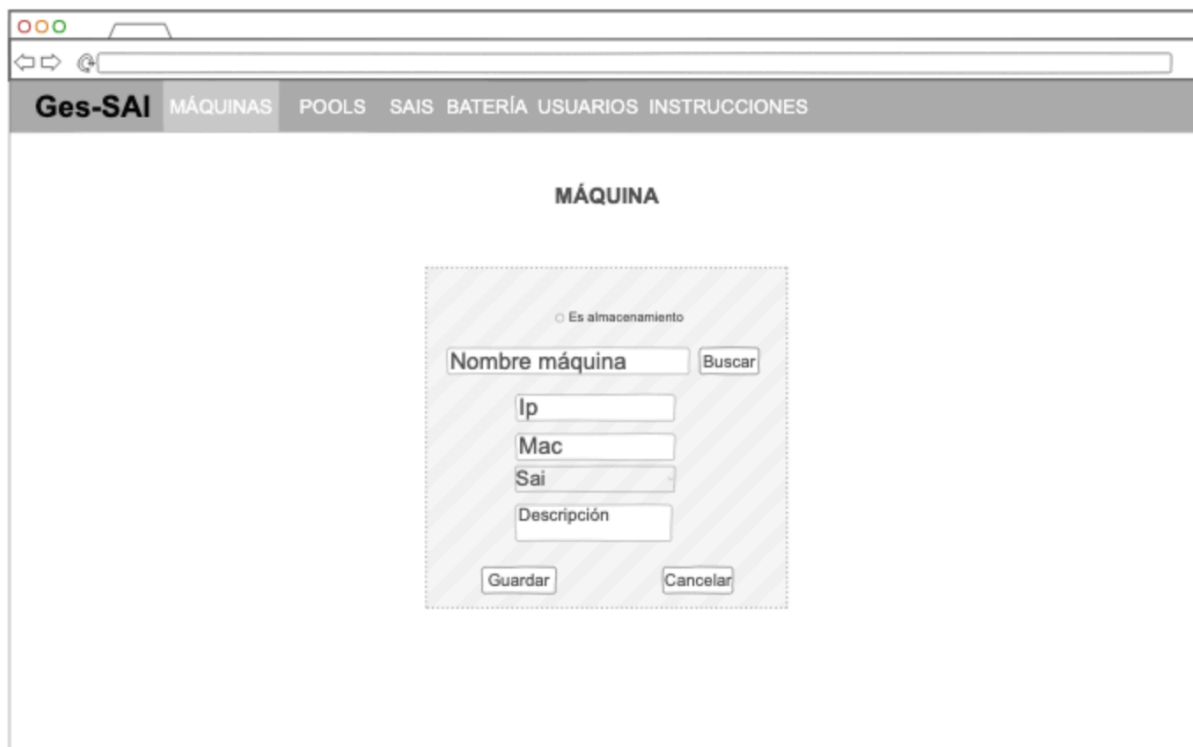 Ges-SAI MÁQUINAS POOLS SAIS BATERÍA USUARIOS INSTRUCCIONES
MÁQUINA
Es almacenamiento
Nombre máquina Buscar
Ip
Mac
Sai
Descripción
Guardar Cancelar